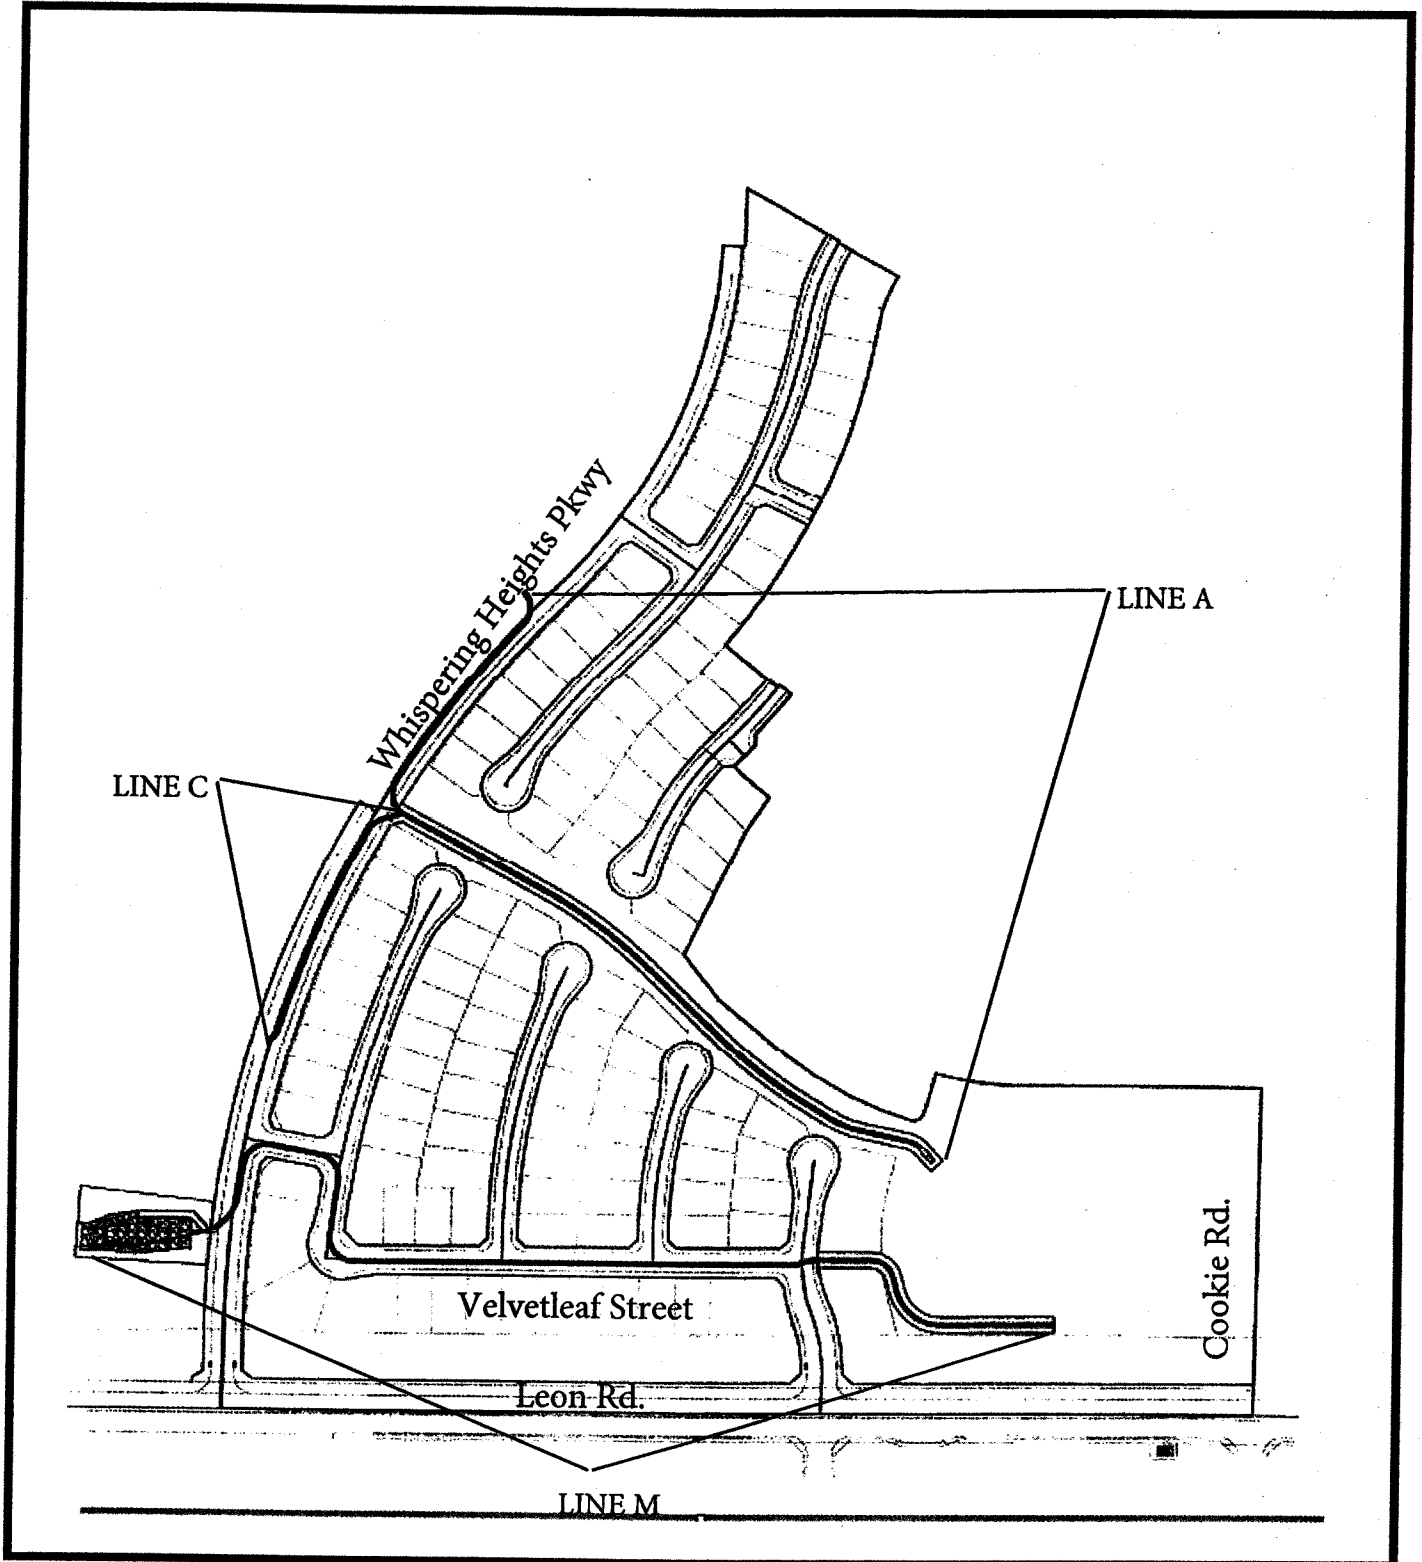 Whispering Heights Pkwy
LINE A
LINE C
Cookie Rd.
Velvetleaf Street
Leon Rd.
LINE M